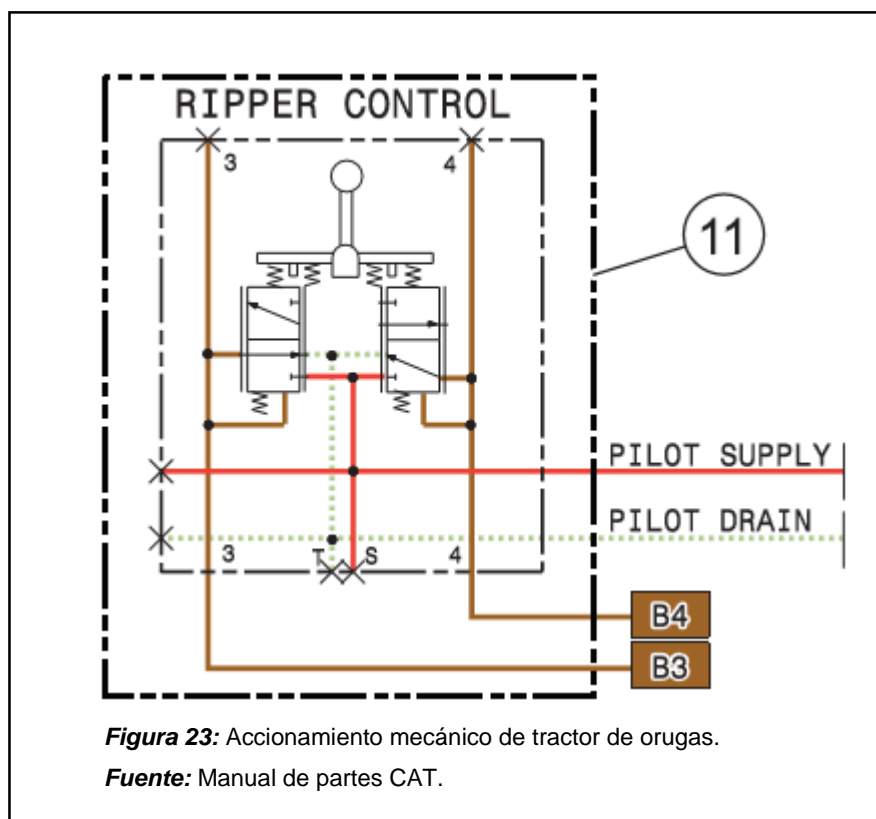 RIPPER CONTROL
3
4
11
PILOT SUPPLY
PILOT DRAIN
3
T
S
4
B4
B3
Figura 23: Accionamiento mecánico de tractor de orugas.
Fuente: Manual de partes CAT.